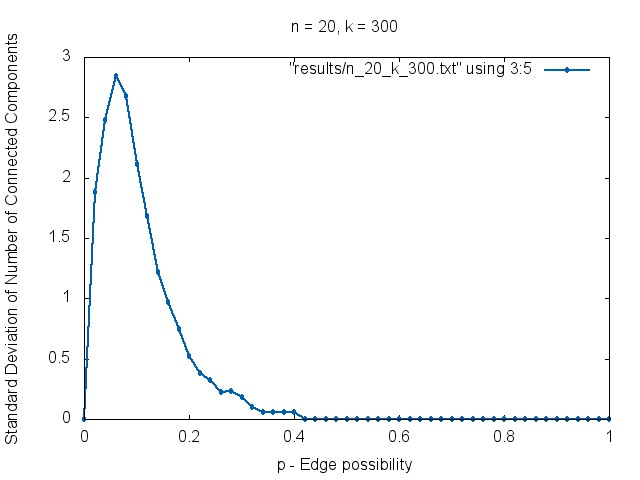 n = 20, k = 300
"results/n_20_k_300.txt" using 3:5
Standard Deviation of Number of Connected Components
3
2.5
2
1.5
1
0.5
0
0 0.2 0.4 0.6 0.8 1
p - Edge possibility